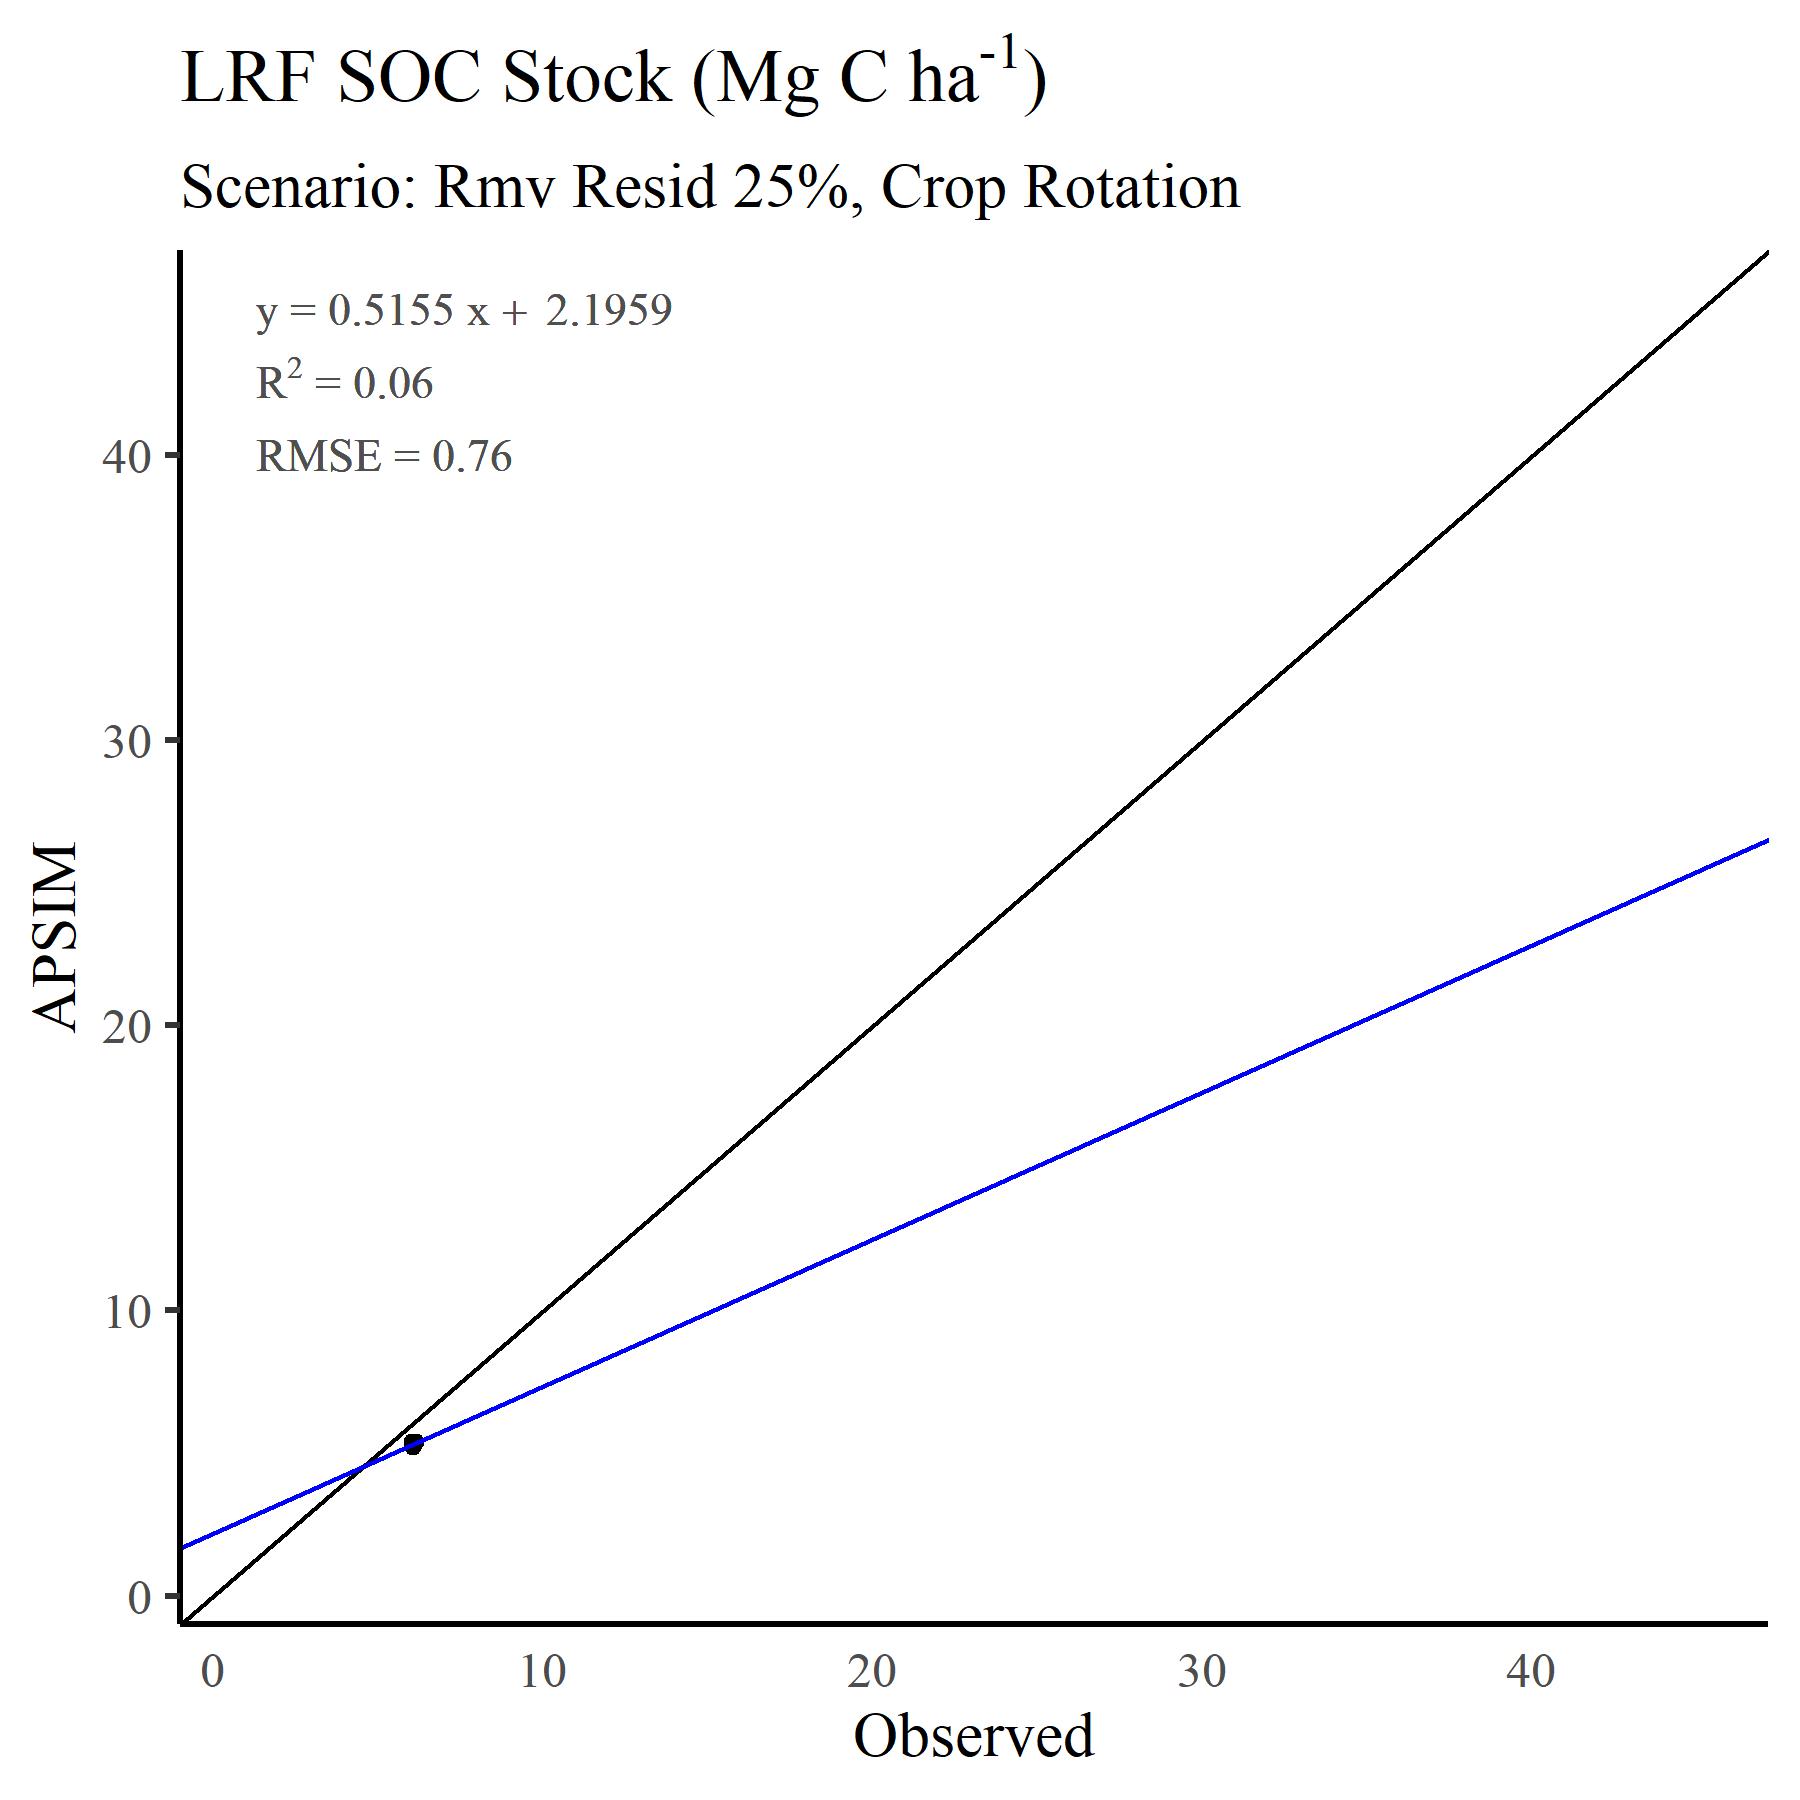 LRF SOC Stock (Mg C ha⁻¹)
Scenario: Rmv Resid 25%, Crop Rotation
y = 0.5155 x + 2.1959
R² = 0.06
RMSE = 0.76
40
30
20
10
0
APSIM
0 10 20 30 40
Observed